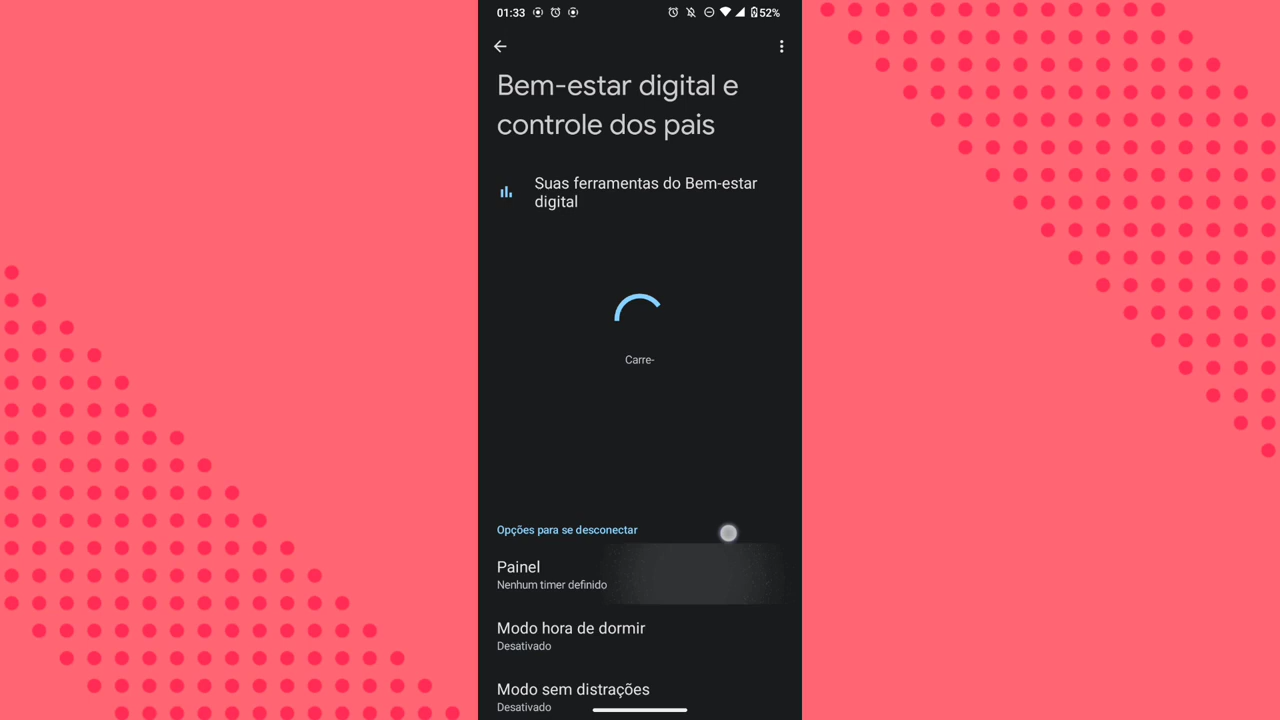 01:33 52%
Bem-estar digital e
controle dos pais
Suas ferramentas do Bem-estar
digital
Carre-
Opções para se desconectar
Painel
Nenhum timer definido
Modo hora de dormir
Desativado
Modo sem distrações
Desativado